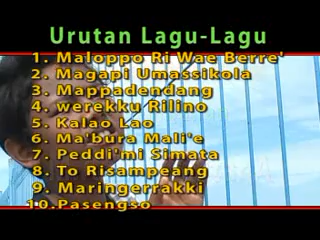 Urutan Lagu-Lagu
1. Maloppo Ri Wae Berre'
2. Magapi Umassikola
3. Mappadendang
4. werekku Rilino
5. Kalao Lao
6. Ma'bura Mali'e
7. Peddi'mi Simata
8. To Risampeang
9. Maringerrakki
10.Pasengso